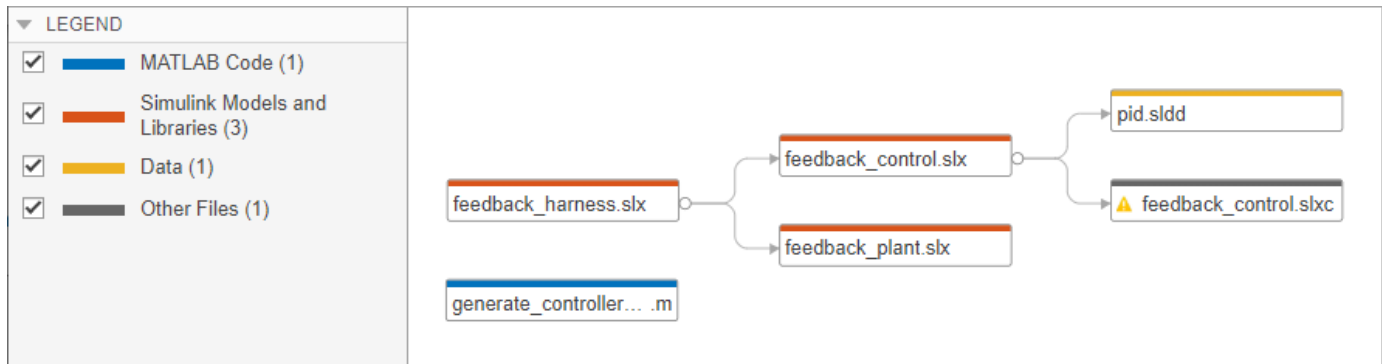 LEGEND
MATLAB Code (1)
Simulink Models and
Libraries (3)
Data (1)
Other Files (1)
feedback_harness.slx
generate_controller... .m
feedback_control.slx
feedback_plant.slx
pid.sldd
feedback_control.slxc